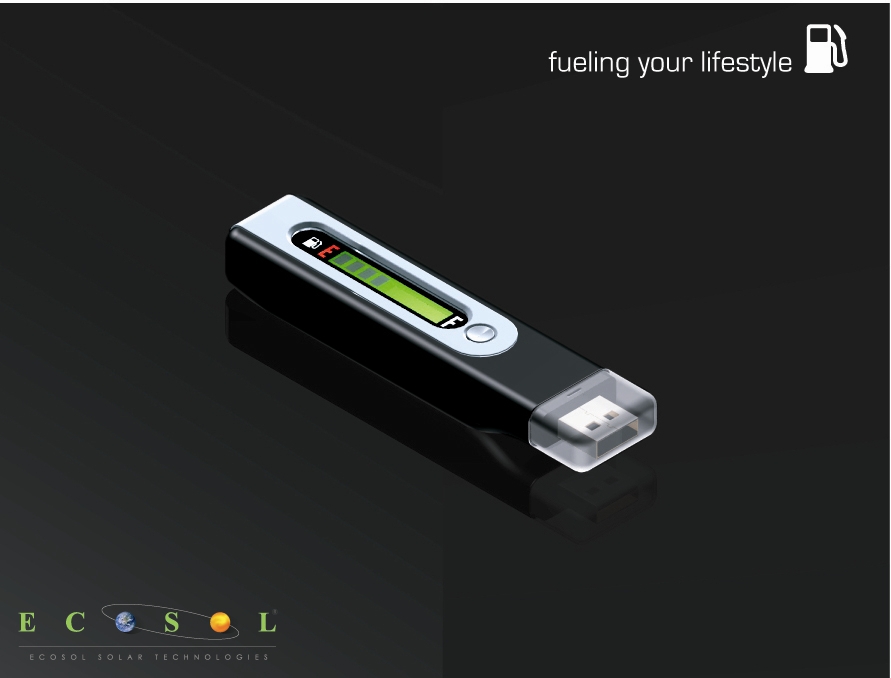 fueling your lifestyle
E
F
E C O S O L®
ECOSOL SOLAR TECHNOLOGIES